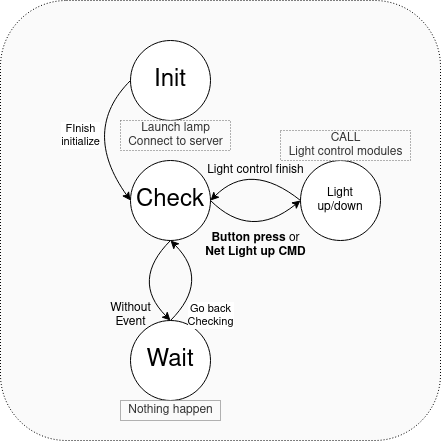 Init
Launch lamp
Connect to server
FInish
initialize
CALL
Light control modules
Light control finish
Check
Light
up/down
Button press or
Net Light up CMD
Without
Event
Go back
Checking
Wait
Nothing happen